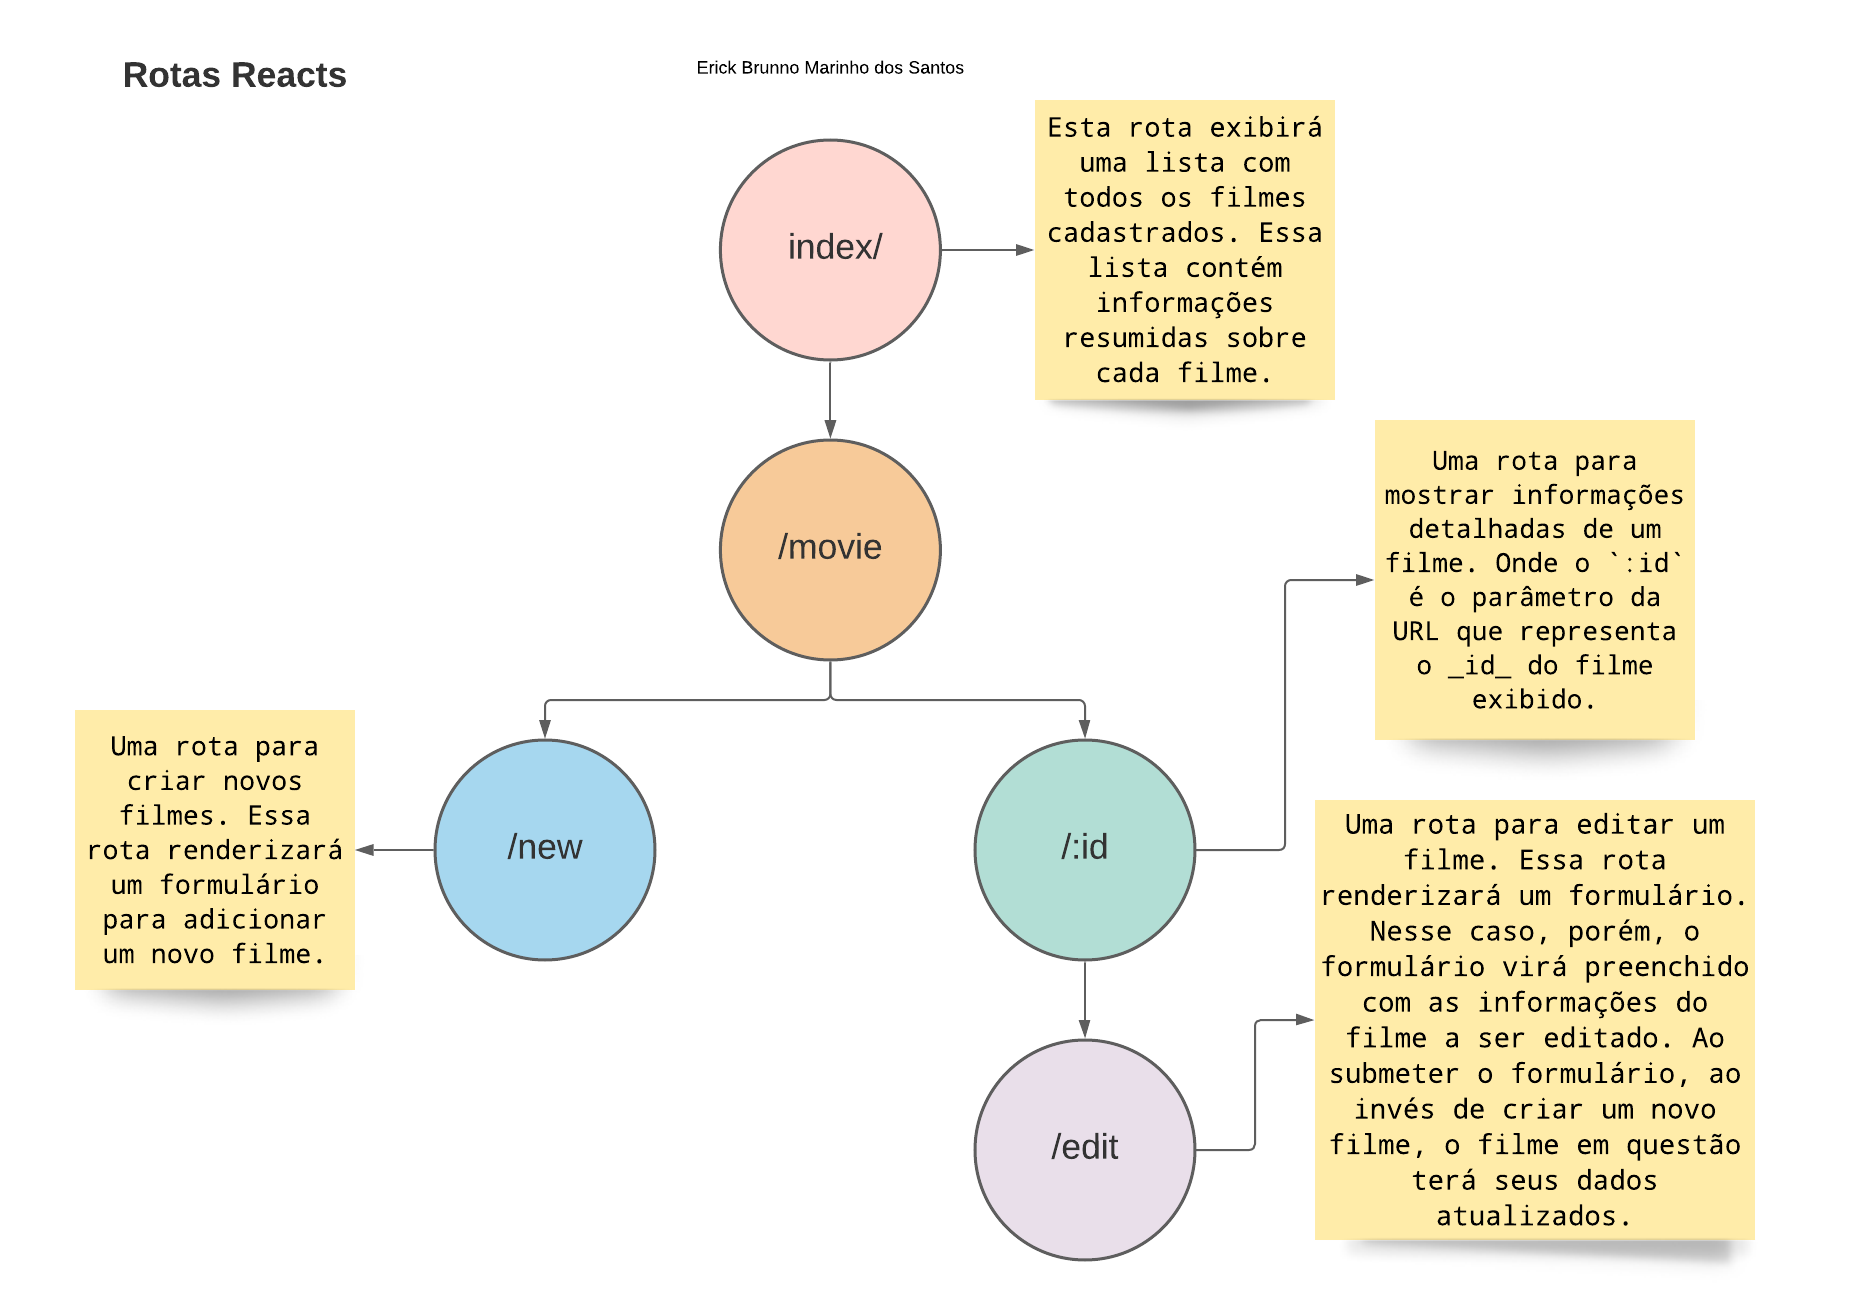 Rotas Reacts
Erick Brunno Marinho dos Santos
index/
Esta rota exibirá
uma lista com
todos os filmes
cadastrados. Essa
lista contém
informações
resumidas sobre
cada filme.
/movie
Uma rota para
mostrar informações
detalhadas de um
filme. Onde o `:id`
é o parâmetro da
URL que representa
o _id_ do filme
exibido.
Uma rota para
criar novos
filmes. Essa
rota renderizará
um formulário
para adicionar
um novo filme.
/new
/:id
Uma rota para editar um
filme. Essa rota
renderizará um formulário.
Nesse caso, porém, o
formulário virá preenchido
com as informações do
filme a ser editado. Ao
submeter o formulário, ao
invés de criar um novo
filme, o filme em questão
terá seus dados
atualizados.
/edit